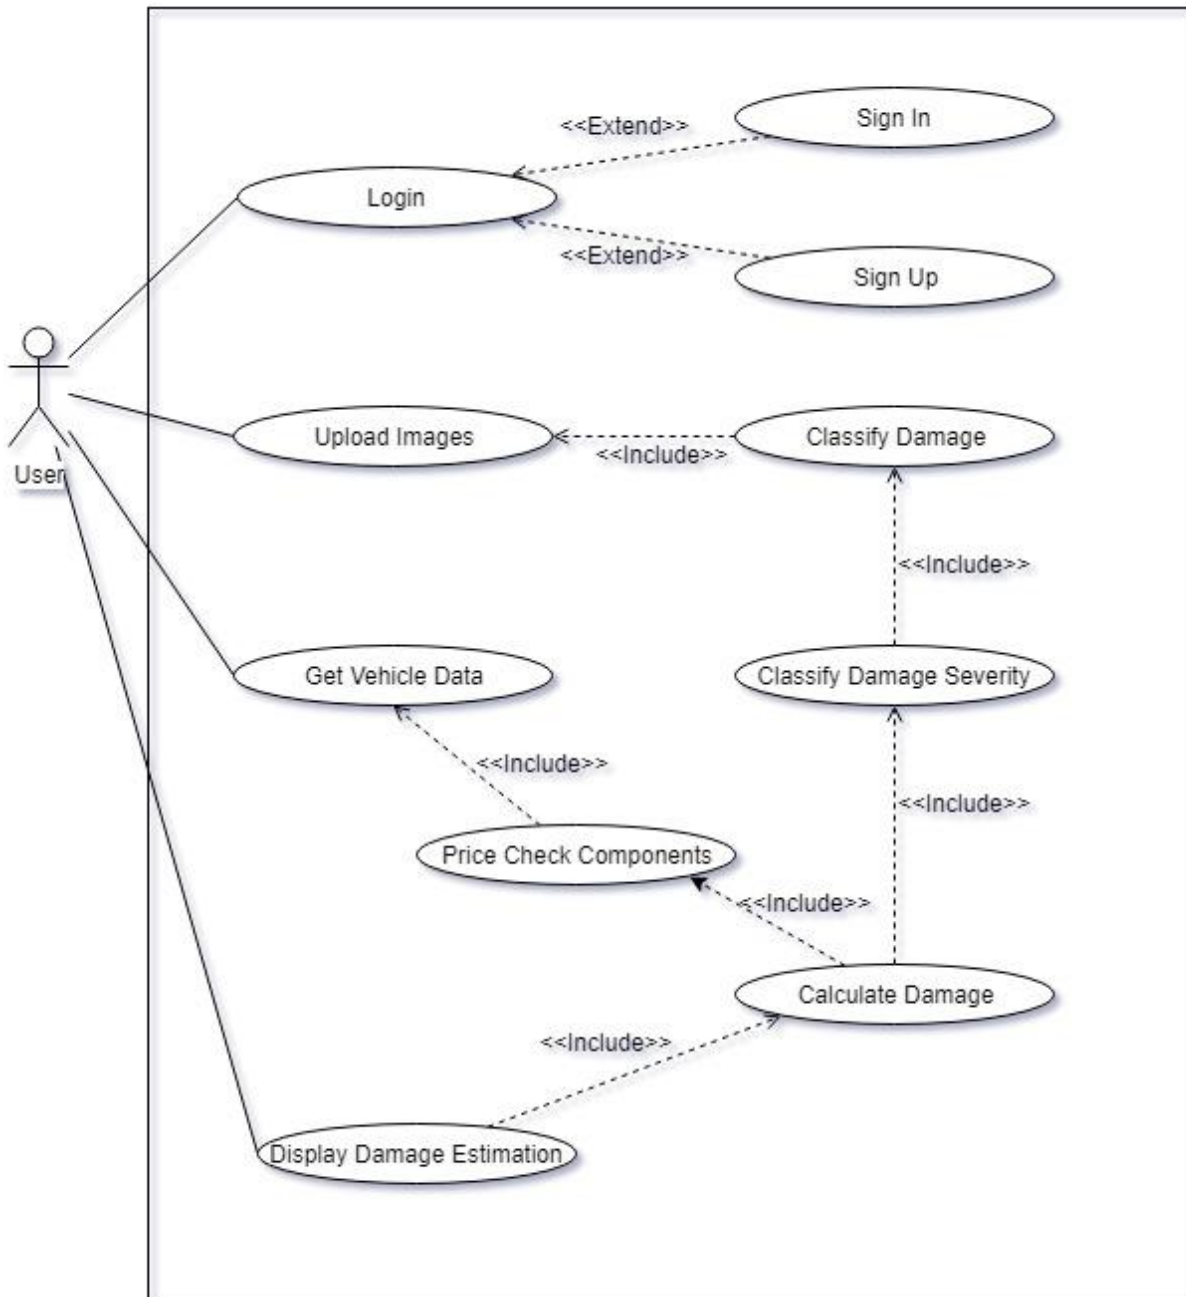 Sign In
<<Extend>>
Login
<<Extend>>
Sign Up
Upload Images
Classify Damage
<<Include>>
User
<<Include>>
Get Vehicle Data
Classify Damage Severity
<<Include>>
<<Include>>
Price Check Components
<<Include>>
Calculate Damage
<<Include>>
Display Damage Estimation